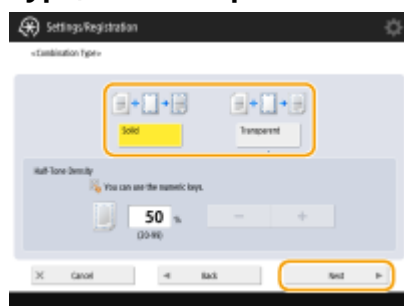 Settings/Registration
<Combination Type>
Solid
Transparent
Half-Tone Density
You can use the numeric keys.
50 %
(20-99)
− +
× Cancel
◀ Back
Next ▶